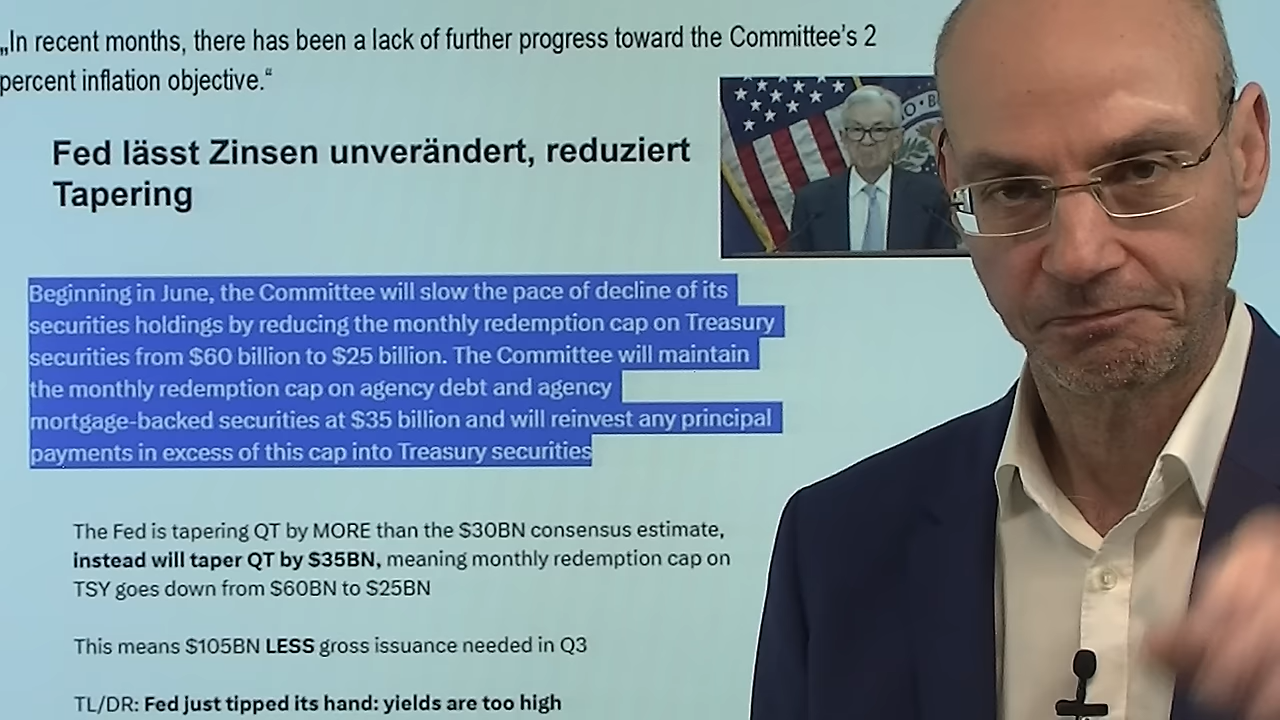 „In recent months, there has been a lack of further progress toward the Committee's 2
percent inflation objective.“
Fed lässt Zinsen unverändert, reduziert
Tapering
Beginning in June, the Committee will slow the pace of decline of its
securities holdings by reducing the monthly redemption cap on Treasury
securities from $60 billion to $25 billion. The Committee will maintain
the monthly redemption cap on agency debt and agency
mortgage-backed securities at $35 billion and will reinvest any principal
payments in excess of this cap into Treasury securities
The Fed is tapering QT by MORE than the $30BN consensus estimate,
instead will taper QT by $35BN, meaning monthly redemption cap on
TSY goes down from $60BN to $25BN
This means $105BN LESS gross issuance needed in Q3
TL/DR: Fed just tipped its hand: yields are too high